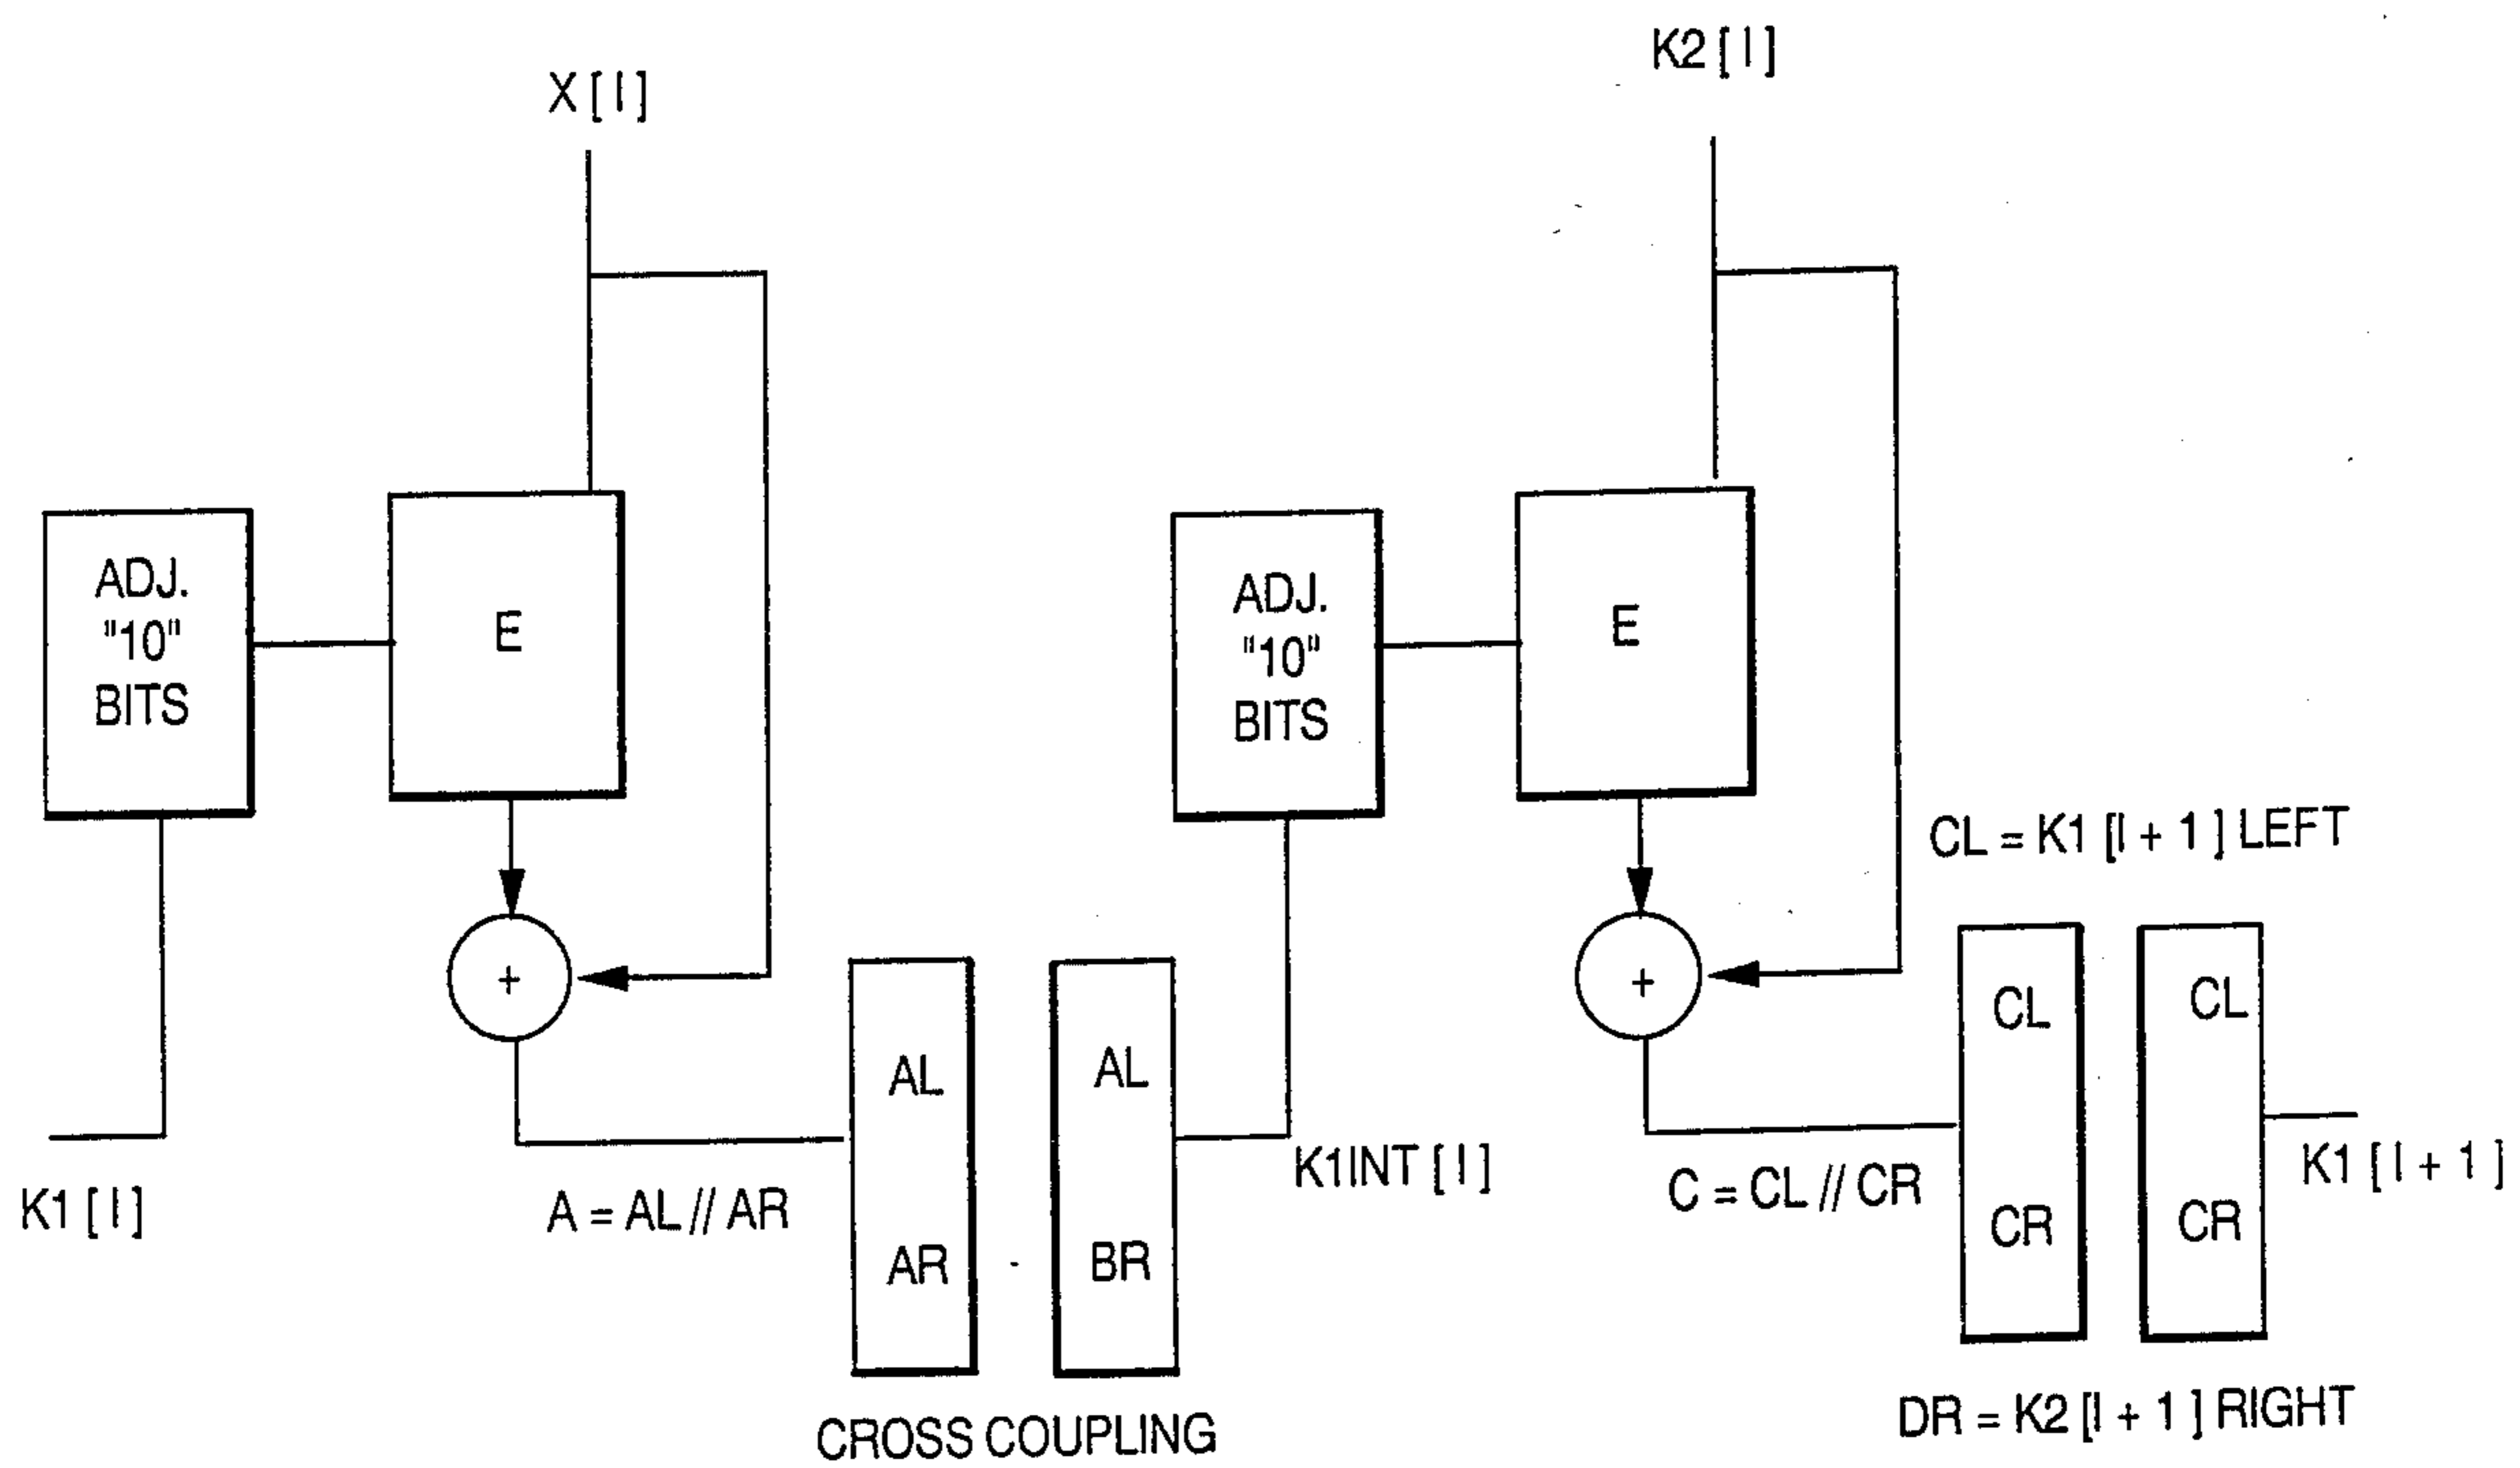 X [ I ]
K2 [ I ]
ADJ.
"10"
BITS
E
ADJ.
"10"
BITS
E
CL = K1 [I + 1 ] LEFT
+
+
CL
CL
AL
AL
K1INT [ I ]
K1 [I + 1 ]
K1 [ I ]
A = AL // AR
C = CL // CR
CR
CR
AR
BR
CROSS COUPLING
DR = K2 [I + 1 ] RIGHT